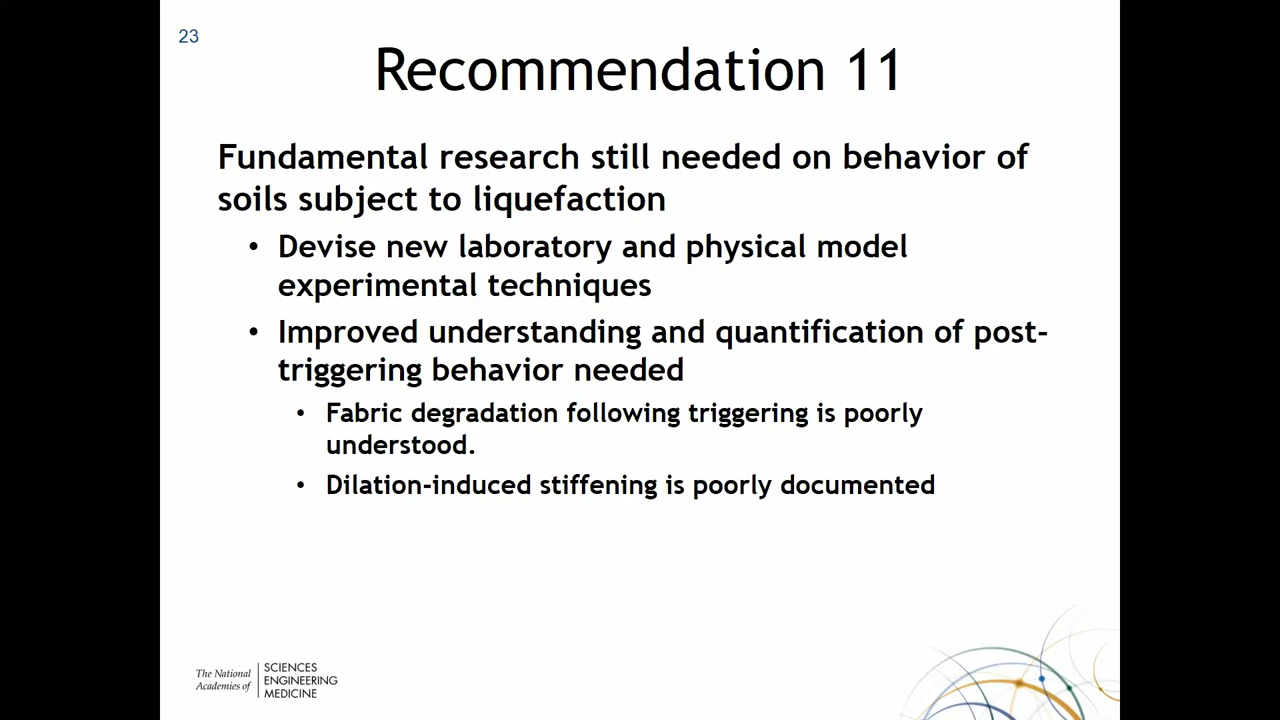 23
Recommendation 11
Fundamental research still needed on behavior of
soils subject to liquefaction
• Devise new laboratory and physical model
experimental techniques
• Improved understanding and quantification of post-
triggering behavior needed
• Fabric degradation following triggering is poorly
understood.
• Dilation-induced stiffening is poorly documented
The National
Academies of
SCIENCES
ENGINEERING
MEDICINE